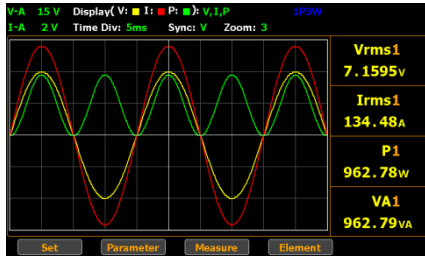 V-A 15 V Display( V: I: P: ): V,I,P 1P3W
I-A 2 V Time Div: 5ms Sync: V Zoom: 3
Vrms1
7.1595V
Irms1
134.48A
P1
962.78W
VA1
962.79VA
Set Parameter Measure Element